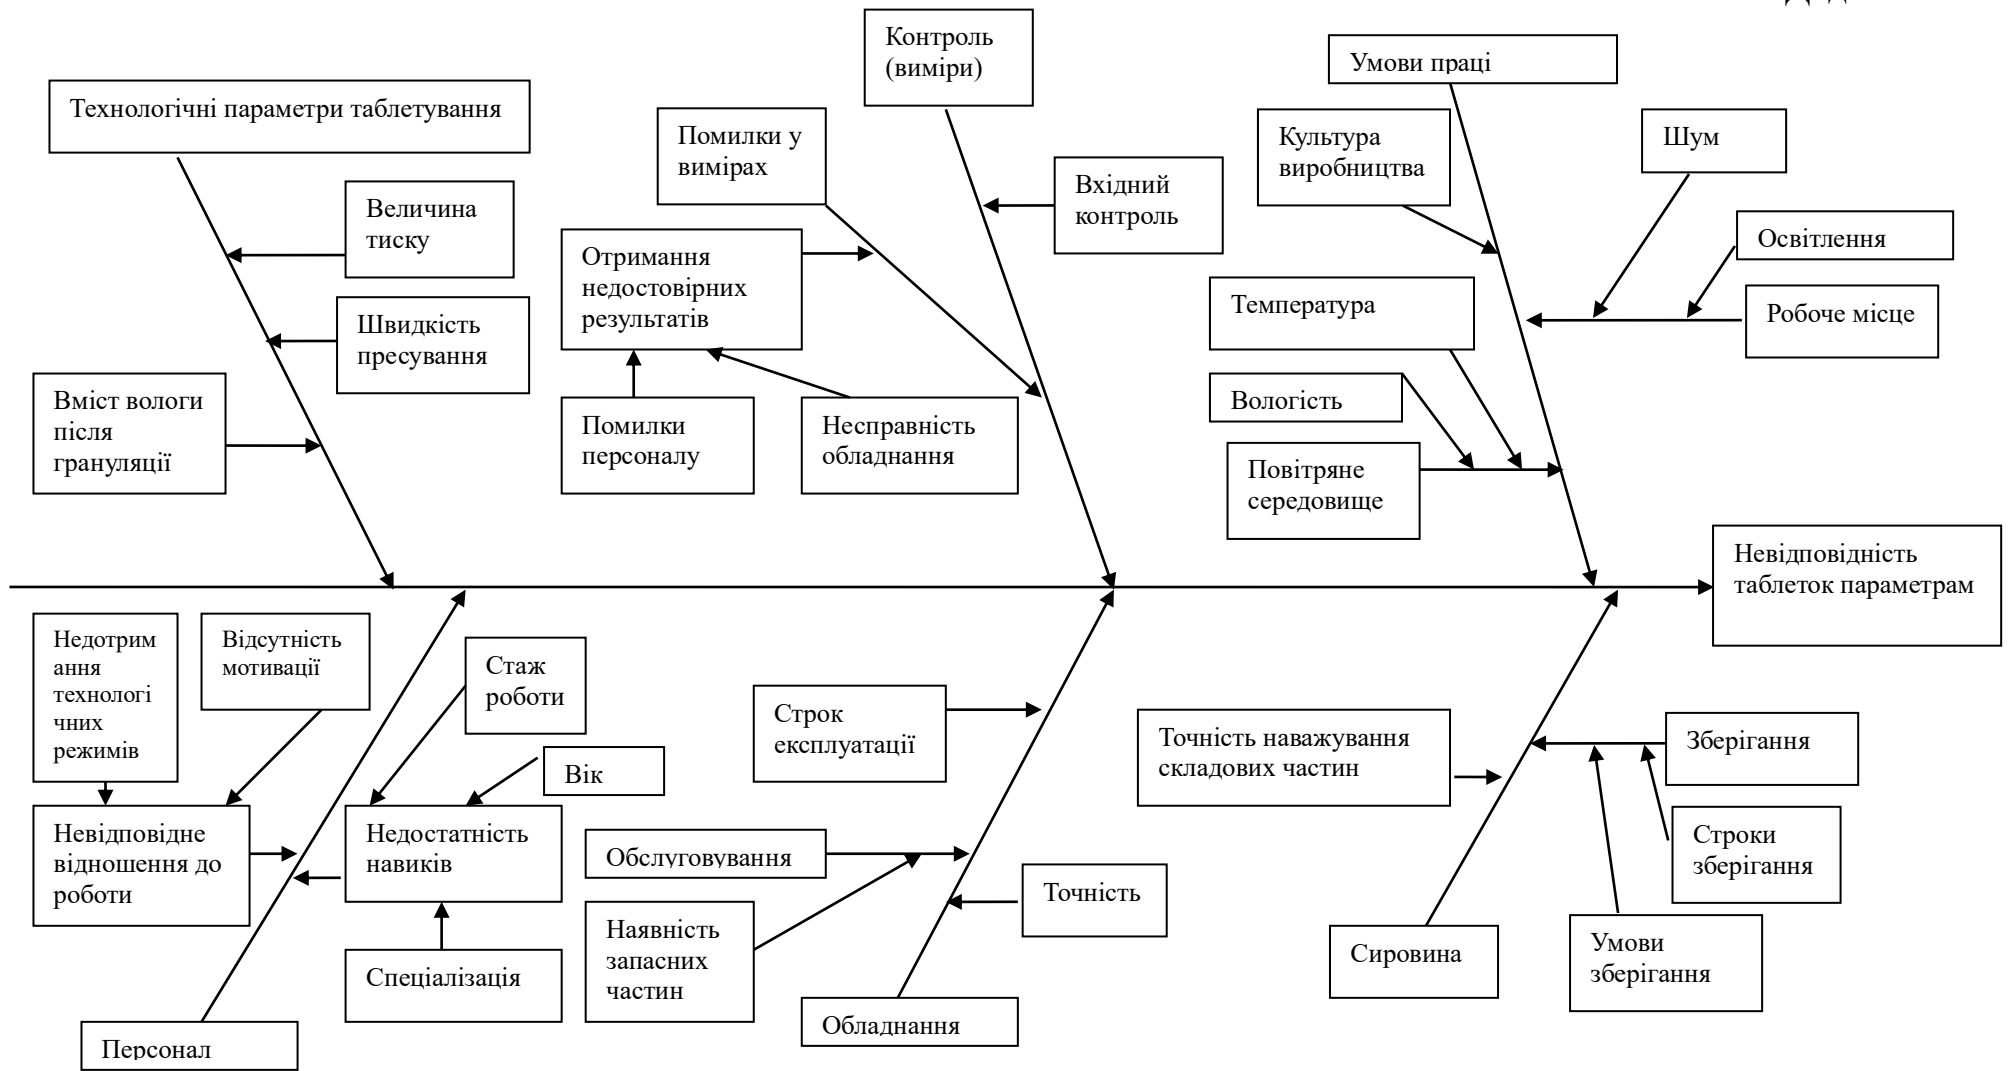 Контроль
(виміри)
Умови праці
Технологічні параметри таблетування
Помилки у
вимірах
Культура
виробництва
Шум
Вхідний
контроль
Величина
тиску
Освітлення
Отримання
недостовірних
результатів
Температура
Робоче місце
Швидкість
пресування
Вміст вологи
після
грануляції
Вологість
Помилки
персоналу
Несправність
обладнання
Повітряне
середовище
Невідповідність
таблеток параметрам
Недотрим
ання
технологі
чних
режимів
Відсутність
мотивації
Стаж
роботи
Строк
експлуатації
Точність наважування
складових частин
Зберігання
Вік
Невідповідне
відношення до
роботи
Недостатність
навиків
Обслуговування
Строки
зберігання
Точність
Наявність
запасних
частин
Сировина
Умови
зберігання
Спеціалізація
Обладнання
Персонал